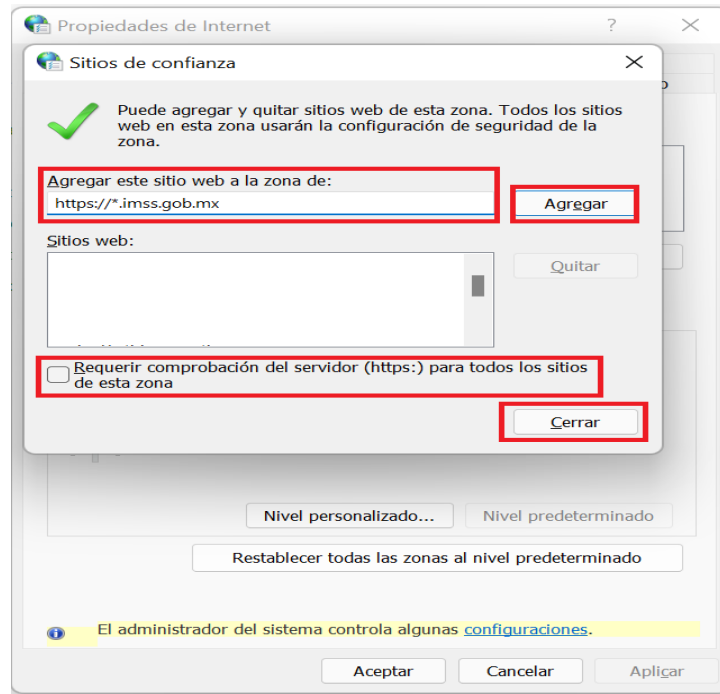 Propiedades de Internet
Sitios de confianza
Puede agregar y quitar sitios web de esta zona. Todos los sitios
web en esta zona usarán la configuración de seguridad de la
zona.
Agregar este sitio web a la zona de:
https://*.imss.gob.mx
Agregar
Sitios web:
Quitar
Requerir comprobación del servidor (https:) para todos los sitios
de esta zona
Cerrar
Nivel personalizado...
Nivel predeterminado
Restablecer todas las zonas al nivel predeterminado
El administrador del sistema controla algunas configuraciones.
Aceptar
Cancelar
Aplicar